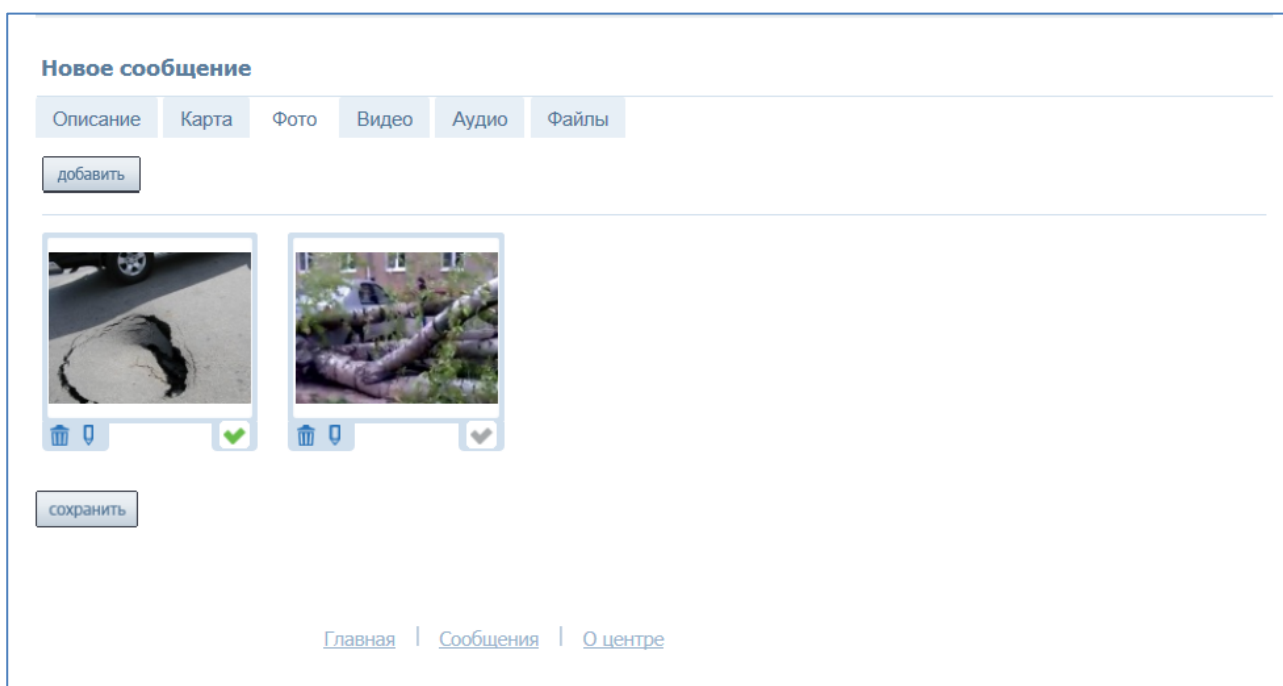 Новое сообщение
Описание Карта Фото Видео Аудио Файлы
добавить
сохранить
Главная | Сообщения | О центре